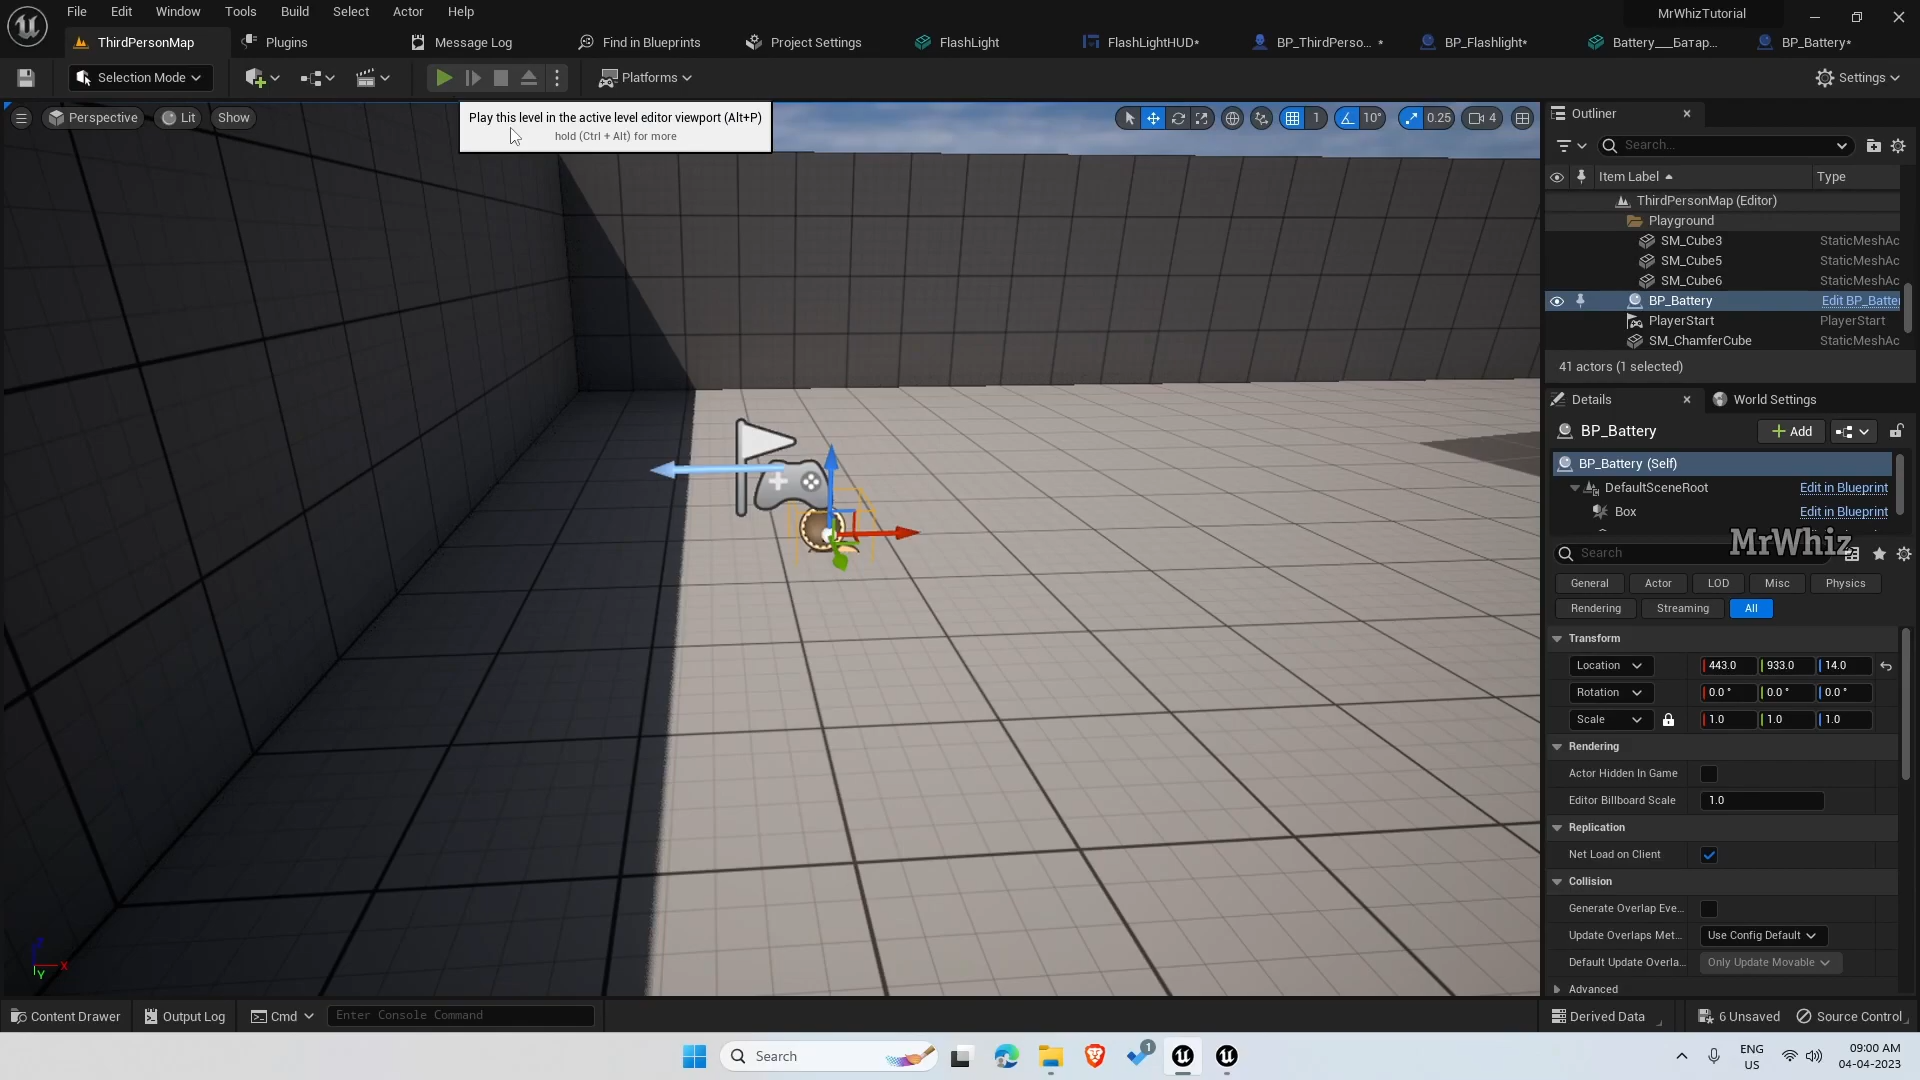 File Edit Window Tools Build Select Actor Help MrWhizTutorial
ThirdPersonMap Plugins Message Log Find in Blueprints Project Settings FlashLight FlashLightHUD* BP_ThirdPerso... * BP_Flashlight* Battery___Батар... BP_Battery*
Selection Mode Platforms Settings
Perspective Lit Show 1 10° 0.25 4
Play this level in the active level editor viewport (Alt+P)
hold (Ctrl + Alt) for more
Outliner
Search...
Item Label Type
ThirdPersonMap (Editor)
Playground
SM_Cube3 StaticMeshAc
SM_Cube5 StaticMeshAc
SM_Cube6 StaticMeshAc
BP_Battery Edit BP_Batter
PlayerStart PlayerStart
SM_ChamferCube StaticMeshAc
41 actors (1 selected)
Details World Settings
BP_Battery Add
BP_Battery (Self)
DefaultSceneRoot Edit in Blueprint
Box Edit in Blueprint
MrWhiz
Search
General Actor LOD Misc Physics
Rendering Streaming All
Transform
Location 443.0 933.0 14.0
Rotation 0.0 ° 0.0 ° 0.0 °
Scale 1.0 1.0 1.0
Rendering
Actor Hidden In Game
Editor Billboard Scale 1.0
Replication
Net Load on Client
Collision
Generate Overlap Eve...
Update Overlaps Met... Use Config Default
Default Update Overla... Only Update Movable
Advanced
Z
X
Y
Content Drawer Output Log Cmd Enter Console Command Derived Data 6 Unsaved Source Control
Search 1 ENG US 09:00 AM
04-04-2023